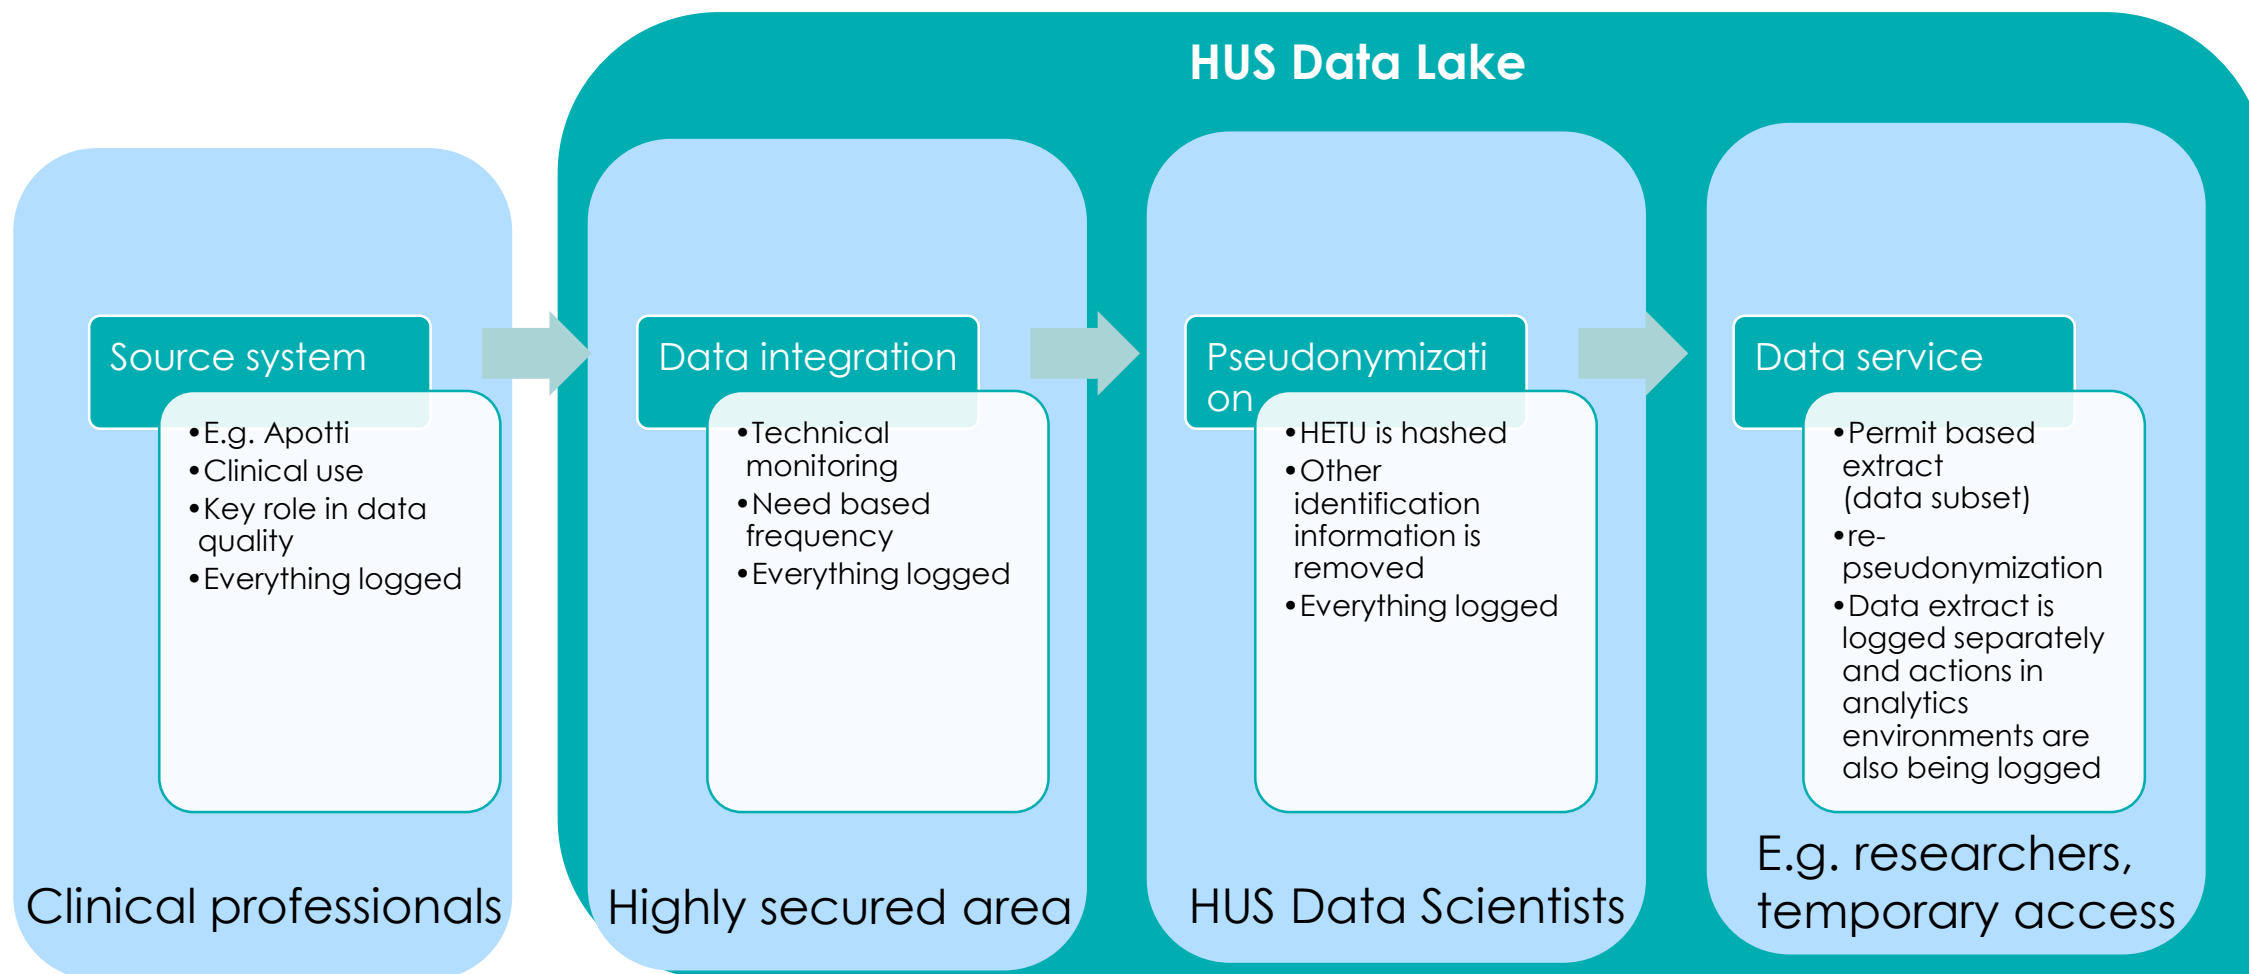 HUS Data Lake
Source system
•E.g. Apotti
•Clinical use
•Key role in data
quality
•Everything logged
Clinical professionals
Data integration
•Technical
monitoring
•Need based
frequency
•Everything logged
Highly secured area
Pseudonymizati
on
•HETU is hashed
•Other
identification
information is
removed
•Everything logged
HUS Data Scientists
Data service
•Permit based
extract
(data subset)
•re-
pseudonymization
•Data extract is
logged separately
and actions in
analytics
environments are
also being logged
E.g. researchers,
temporary access